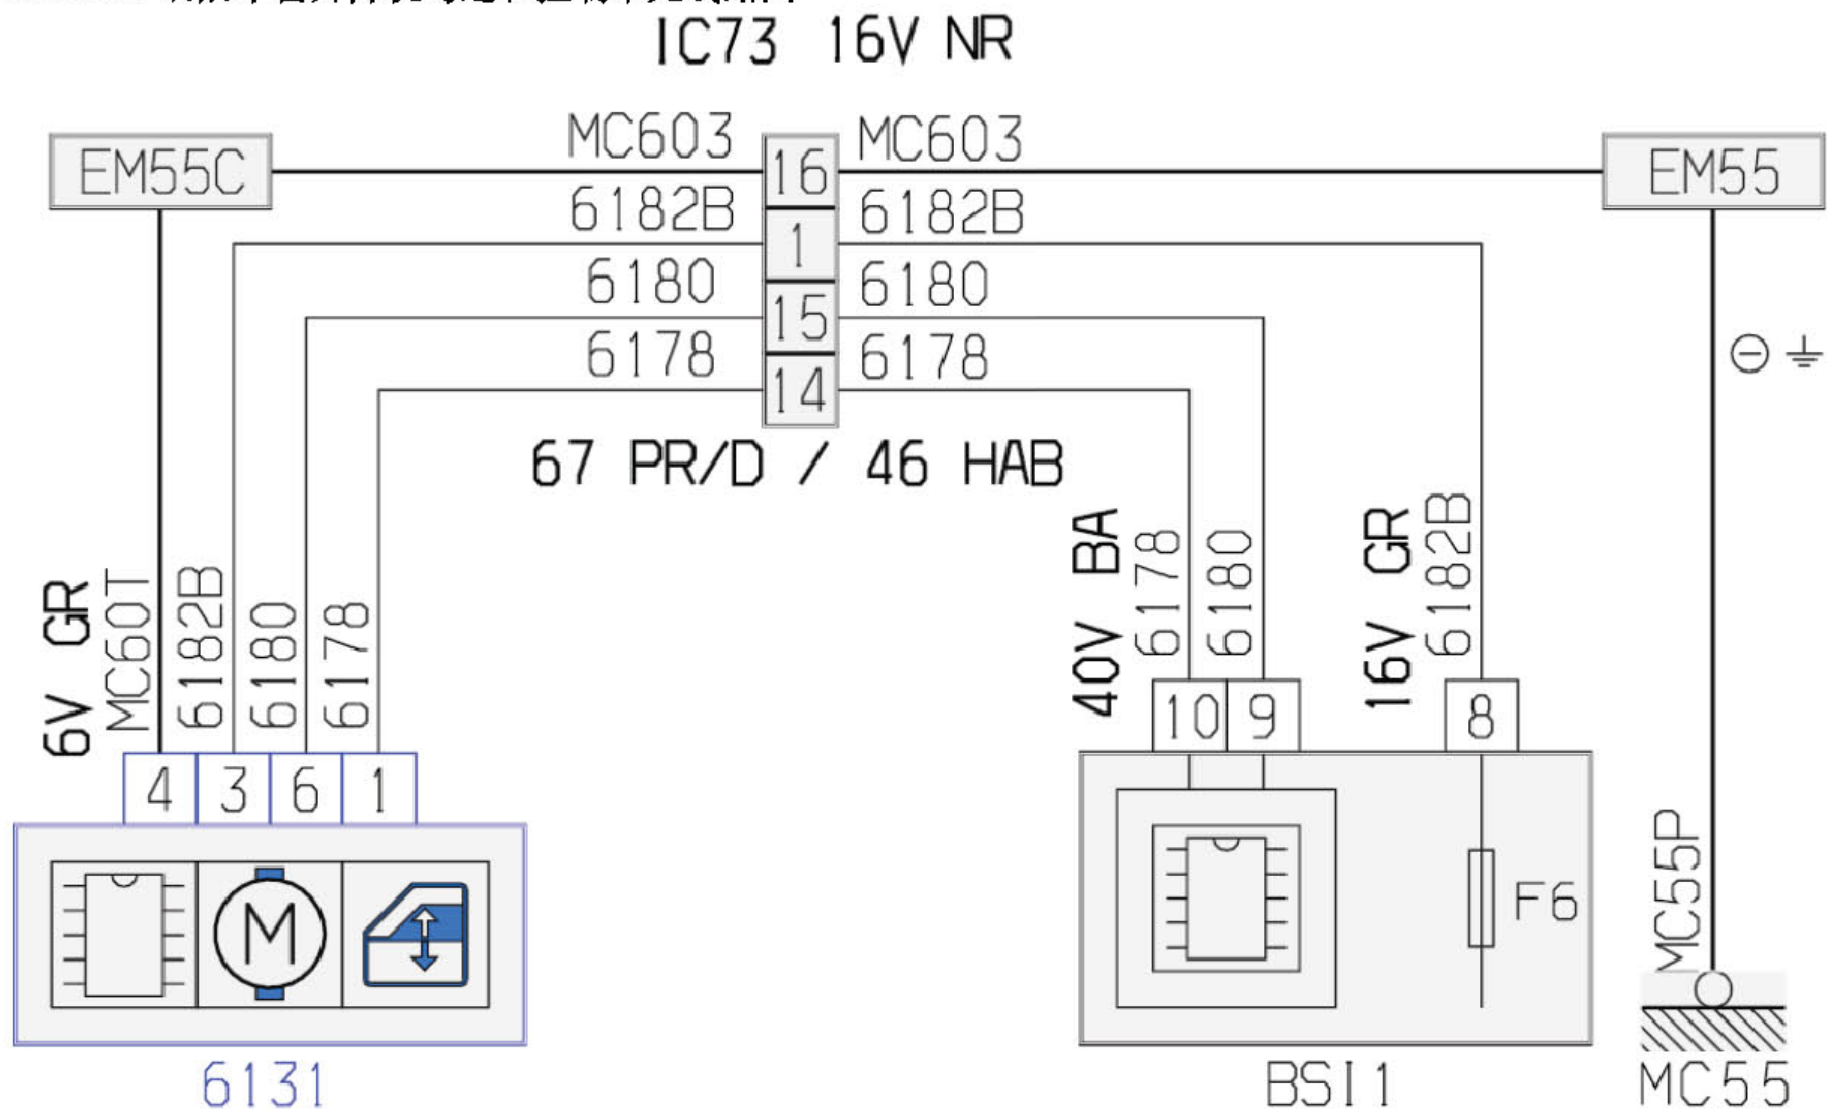 IC73 16V NR
MC603 MC603
EM55C 16 EM55
6182B 6182B
1
6180 6180
15
6178 6178
14
67 PR/D / 46 HAB
6V GR
MC60T
6182B
6180
6178
40V BA
6178
6180
16V GR
6182B
10 9 8
4 3 6 1
M
F6
MC55P
6131
BSI1
MC55